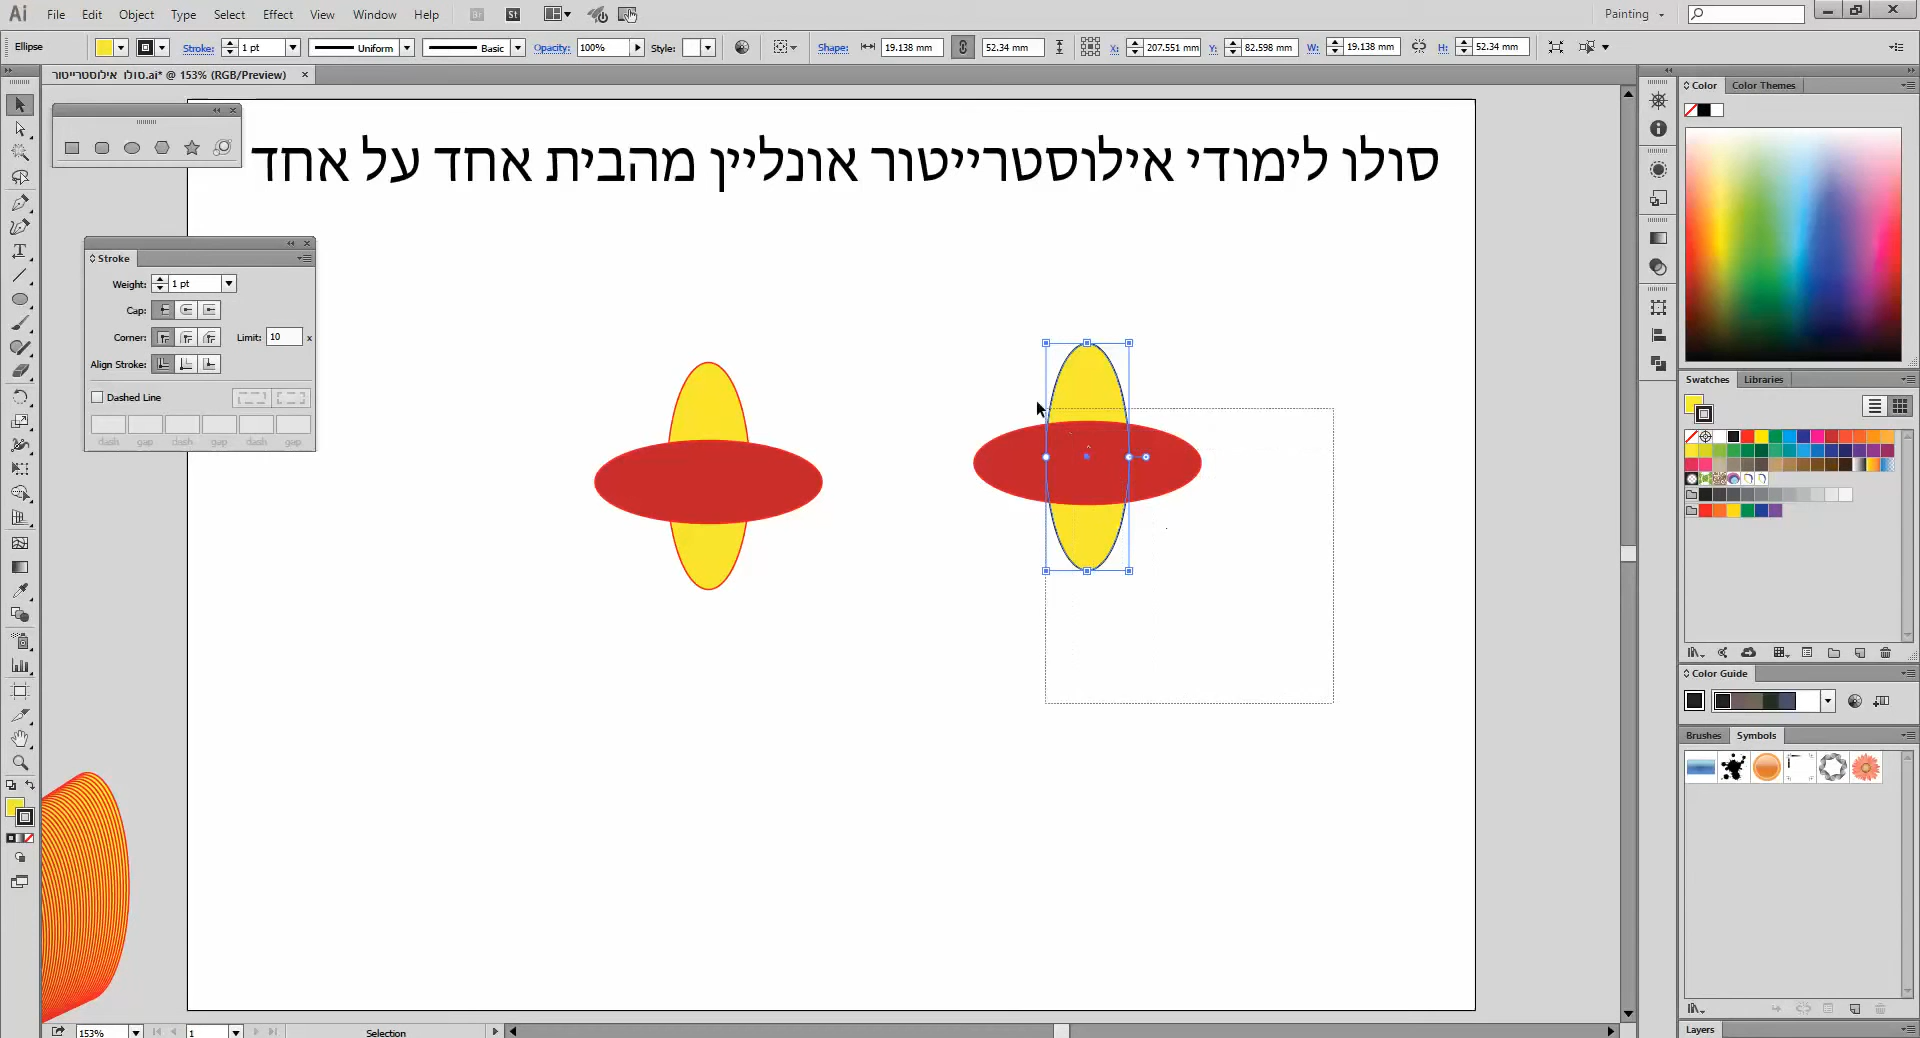 Ai File Edit Object Type Select Effect View Window Help Br St Painting
Ellipse Stroke: 1 pt Uniform Basic Opacity: 100% Style: Shape: 19.138 mm 52.34 mm X: 207.551 mm Y: 82.598 mm W: 19.138 mm H: 52.34 mm
סולו אילוסטרייטור.ai* @ 153% (RGB/Preview)
סולו לימודי אילוסטרייטור אונליין מהבית אחד על אחד
Stroke
Weight: 1 pt
Cap:
Corner: Limit: 10 x
Align Stroke:
Dashed Line
dash gap dash gap dash gap
Color Color Themes
Swatches Libraries
Color Guide
Brushes Symbols
Layers
153% 1 Selection